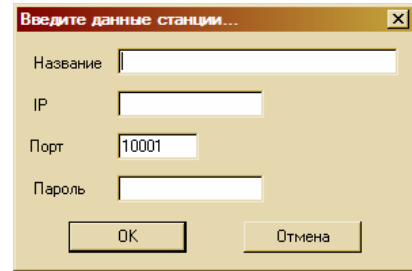 Введите данные станции...
Название
IP
Порт 10001
Пароль
OK Отмена